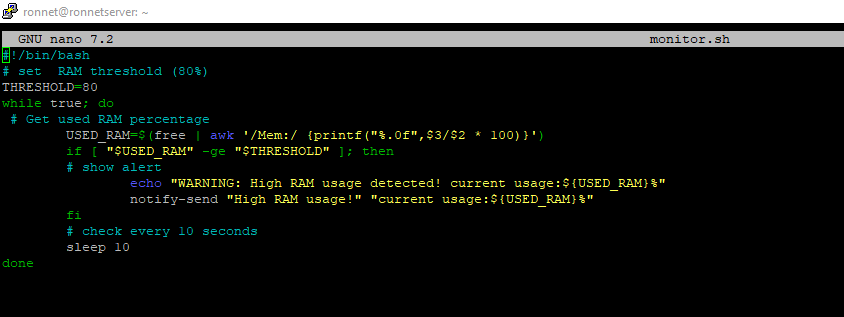 ronnet@ronnetserver: ~
GNU nano 7.2 monitor.sh
#!/bin/bash
# set  RAM threshold (80%)
THRESHOLD=80
while true; do
 # Get used RAM percentage
        USED_RAM=$(free | awk '/Mem:/ {printf("%.0f",$3/$2 * 100)}')
        if [ "$USED_RAM" -ge "$THRESHOLD" ]; then
        # show alert
                echo "WARNING: High RAM usage detected! current usage:${USED_RAM}%"
                notify-send "High RAM usage!" "current usage:${USED_RAM}%"
        fi
        # check every 10 seconds
        sleep 10
done